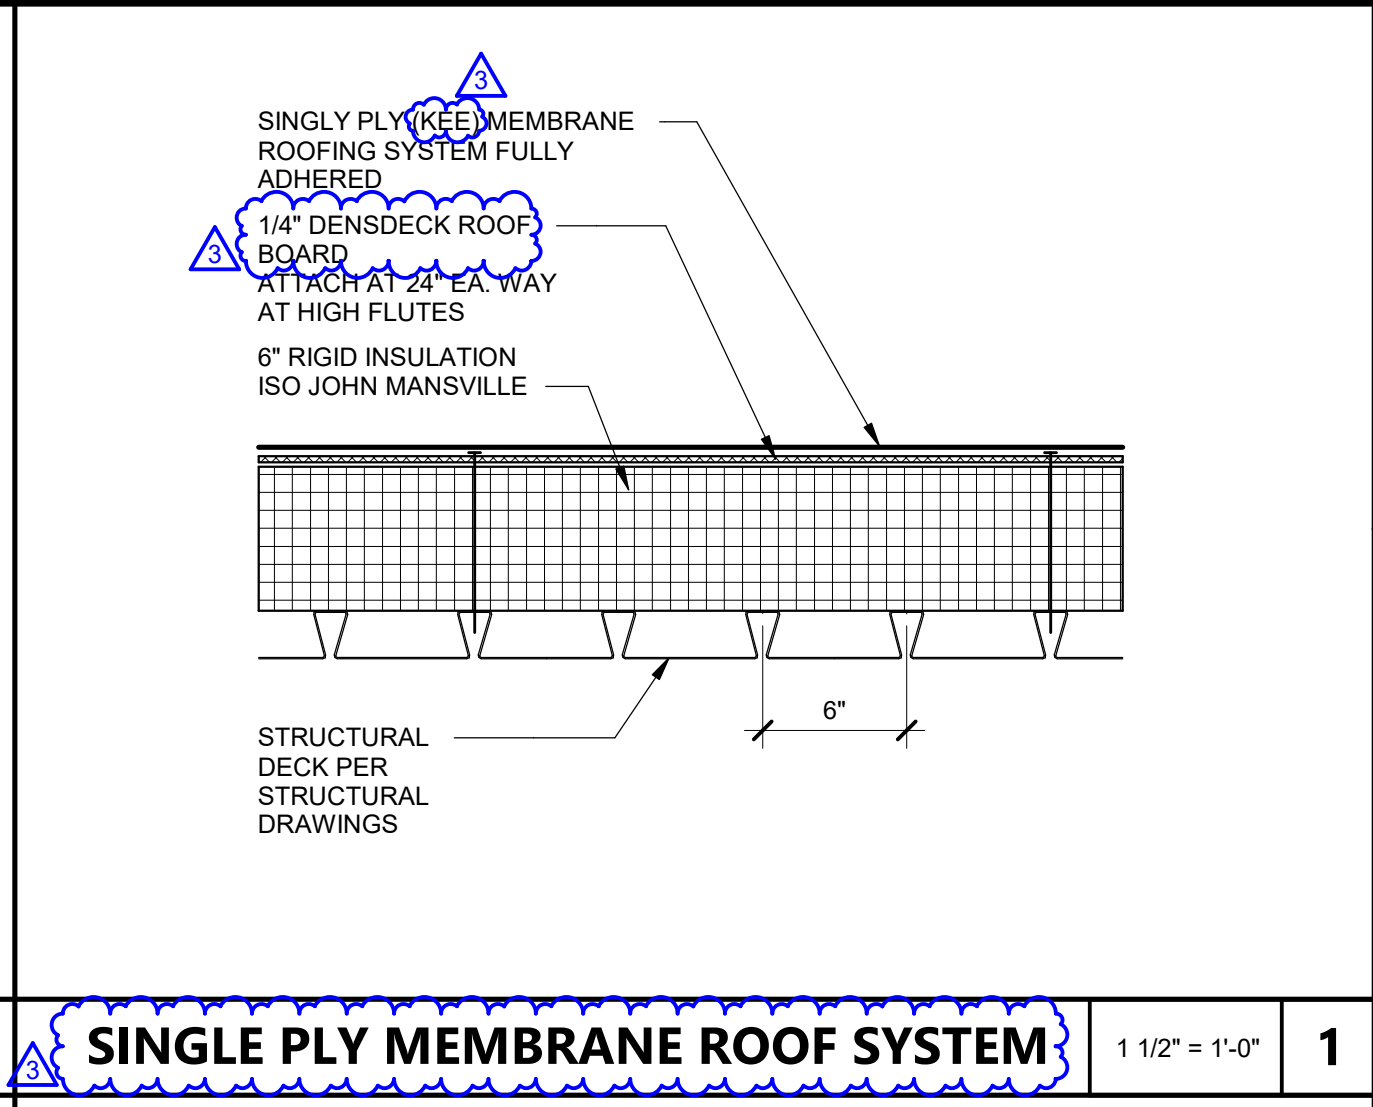 3
SINGLY PLY (KEE) MEMBRANE
ROOFING SYSTEM FULLY
ADHERED
3
1/4" DENSDECK ROOF
BOARD
ATTACH AT 24" EA. WAY
AT HIGH FLUTES
6" RIGID INSULATION
ISO JOHN MANSVILLE
6"
STRUCTURAL
DECK PER
STRUCTURAL
DRAWINGS
3
SINGLE PLY MEMBRANE ROOF SYSTEM
1 1/2" = 1'-0"
1